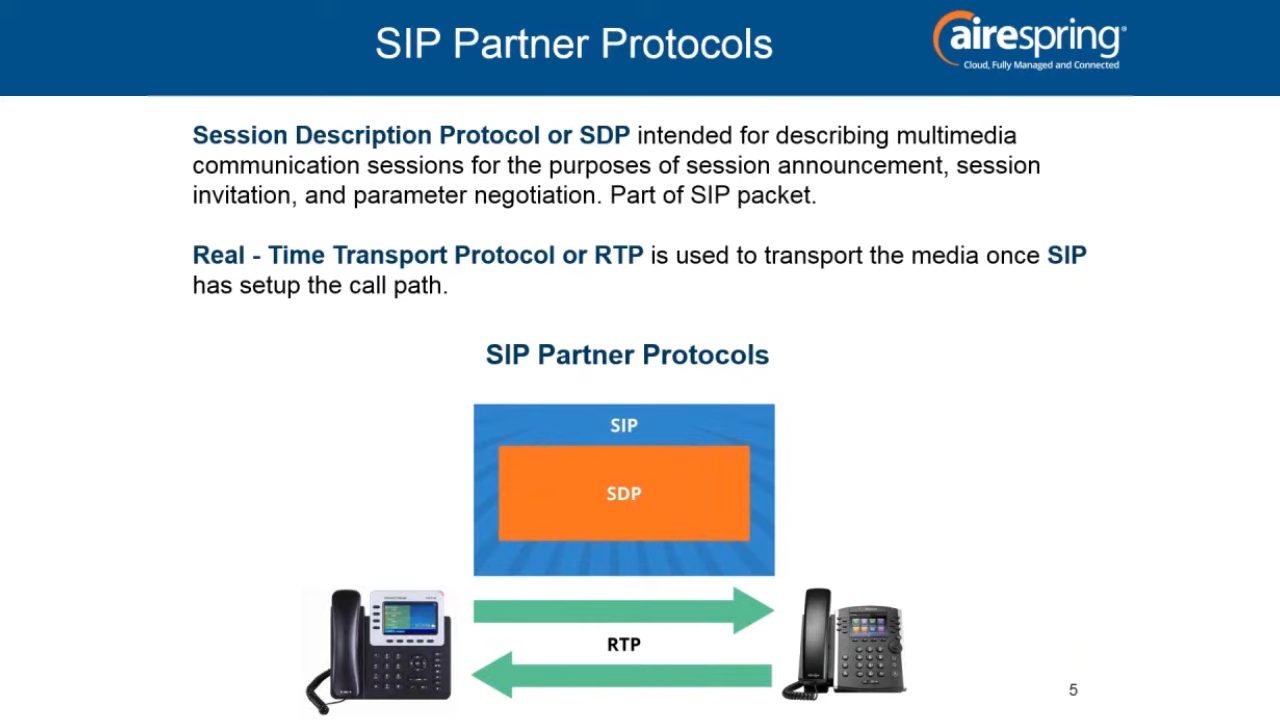 SIP Partner Protocols
airespring
Cloud, Fully Managed and Connected
Session Description Protocol or SDP intended for describing multimedia
communication sessions for the purposes of session announcement, session
invitation, and parameter negotiation. Part of SIP packet.
Real - Time Transport Protocol or RTP is used to transport the media once SIP
has setup the call path.
SIP Partner Protocols
SIP
SDP
RTP
5